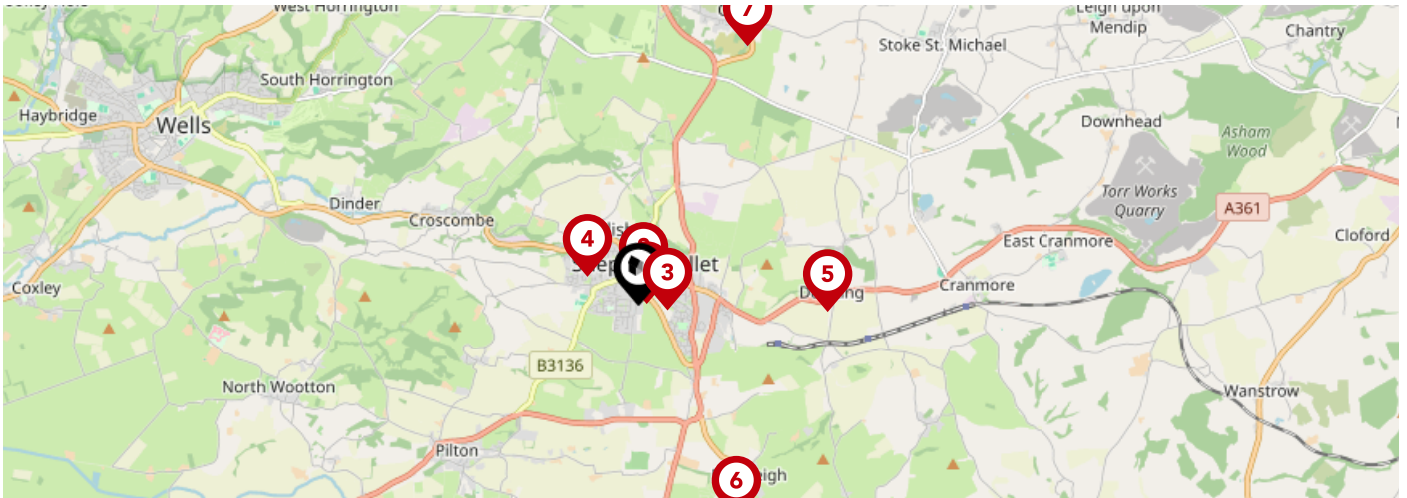 West Horrington
Leigh upon
Mendip
7
Chantry
Stoke St. Michael
South Horrington
Haybridge
Wells
Downhead
Asham
Wood
Torr Works
Quarry
A361
Dinder
Croscombe
4
East Cranmore
Cloford
3
5
Coxley
Cranmore
B3136
North Wootton
Wanstrow
Pilton
6